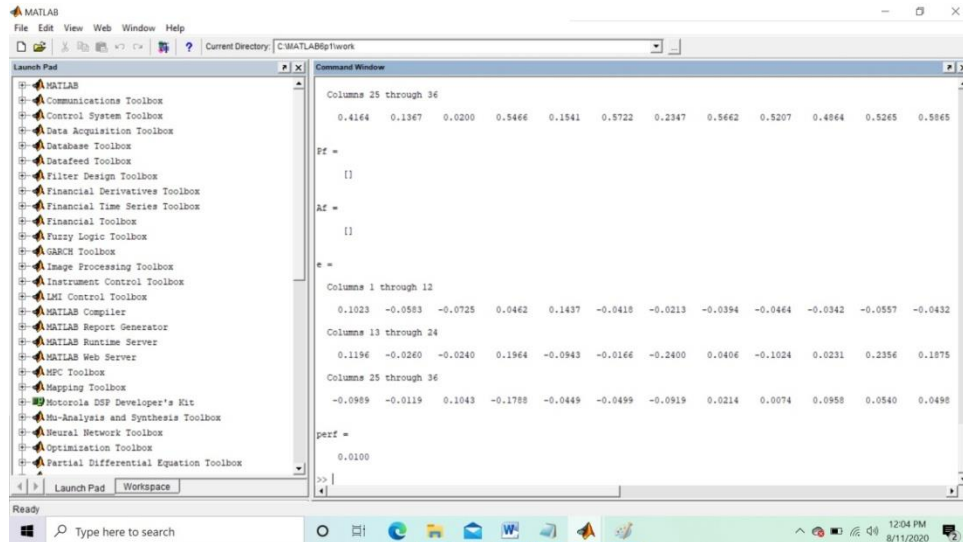 MATLAB
File Edit View Web Window Help
? Current Directory: C:\MATLAB6p1\work ...
Launch Pad
MATLAB
Communications Toolbox
Control System Toolbox
Data Acquisition Toolbox
Database Toolbox
Datafeed Toolbox
Filter Design Toolbox
Financial Derivatives Toolbox
Financial Time Series Toolbox
Financial Toolbox
Fuzzy Logic Toolbox
GARCH Toolbox
Image Processing Toolbox
Instrument Control Toolbox
LMI Control Toolbox
MATLAB Compiler
MATLAB Report Generator
MATLAB Runtime Server
MATLAB Web Server
MPC Toolbox
Mapping Toolbox
Motorola DSP Developer's Kit
Mu-Analysis and Synthesis Toolbox
Neural Network Toolbox
Optimization Toolbox
Partial Differential Equation Toolbox
Launch Pad Workspace
Command Window
Columns 25 through 36
0.4164 0.1367 0.0200 0.5466 0.1541 0.5722 0.2347 0.5662 0.5207 0.4864 0.5265 0.5865
Pf =
[]
Af =
[]
e =
Columns 1 through 12
0.1023 -0.0583 -0.0725 0.0462 0.1437 -0.0418 -0.0213 -0.0394 -0.0464 -0.0342 -0.0557 -0.0432
Columns 13 through 24
0.1196 -0.0260 -0.0240 0.1964 -0.0943 -0.0166 -0.2400 0.0406 -0.1024 0.0231 0.2356 0.1875
Columns 25 through 36
-0.0989 -0.0119 0.1043 -0.1788 -0.0449 -0.0499 -0.0919 0.0214 0.0074 0.0958 0.0540 0.0498
perf =
0.0100
>>
Ready
Type here to search
12:04 PM
8/11/2020
2